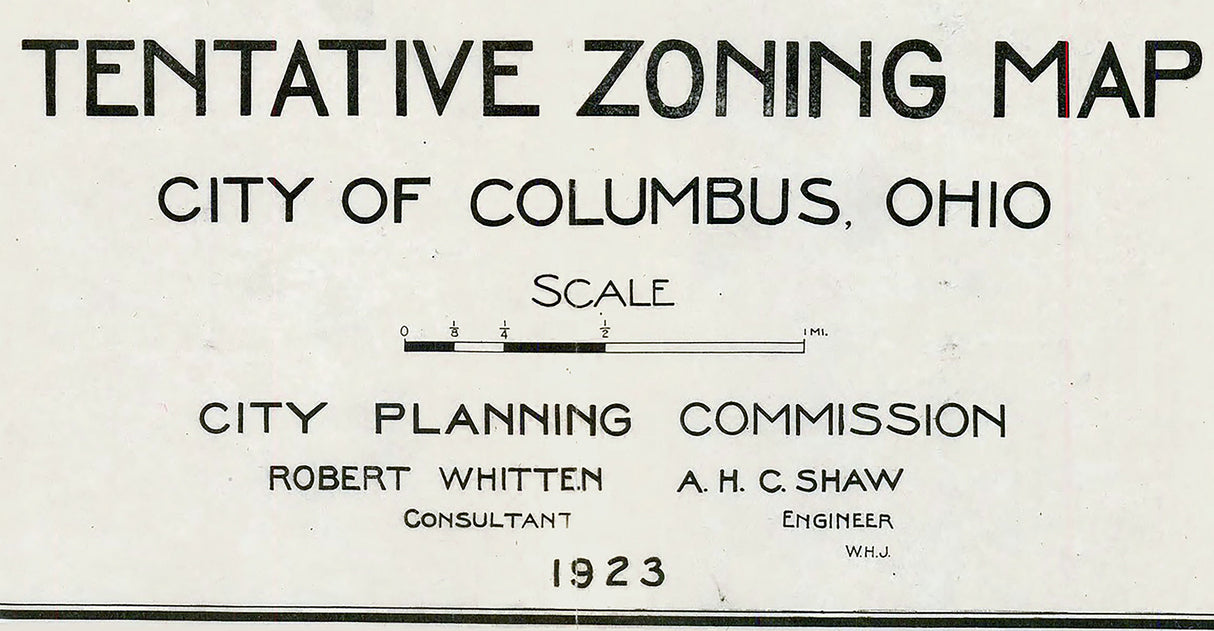 TENTATIVE ZONING MAP
CITY OF COLUMBUS, OHIO
SCALE
0 1/8 1/4 1/2 1 MI.
CITY PLANNING COMMISSION
ROBERT WHITTEN A. H. C. SHAW
CONSULTANT ENGINEER
W.H.J.
1923